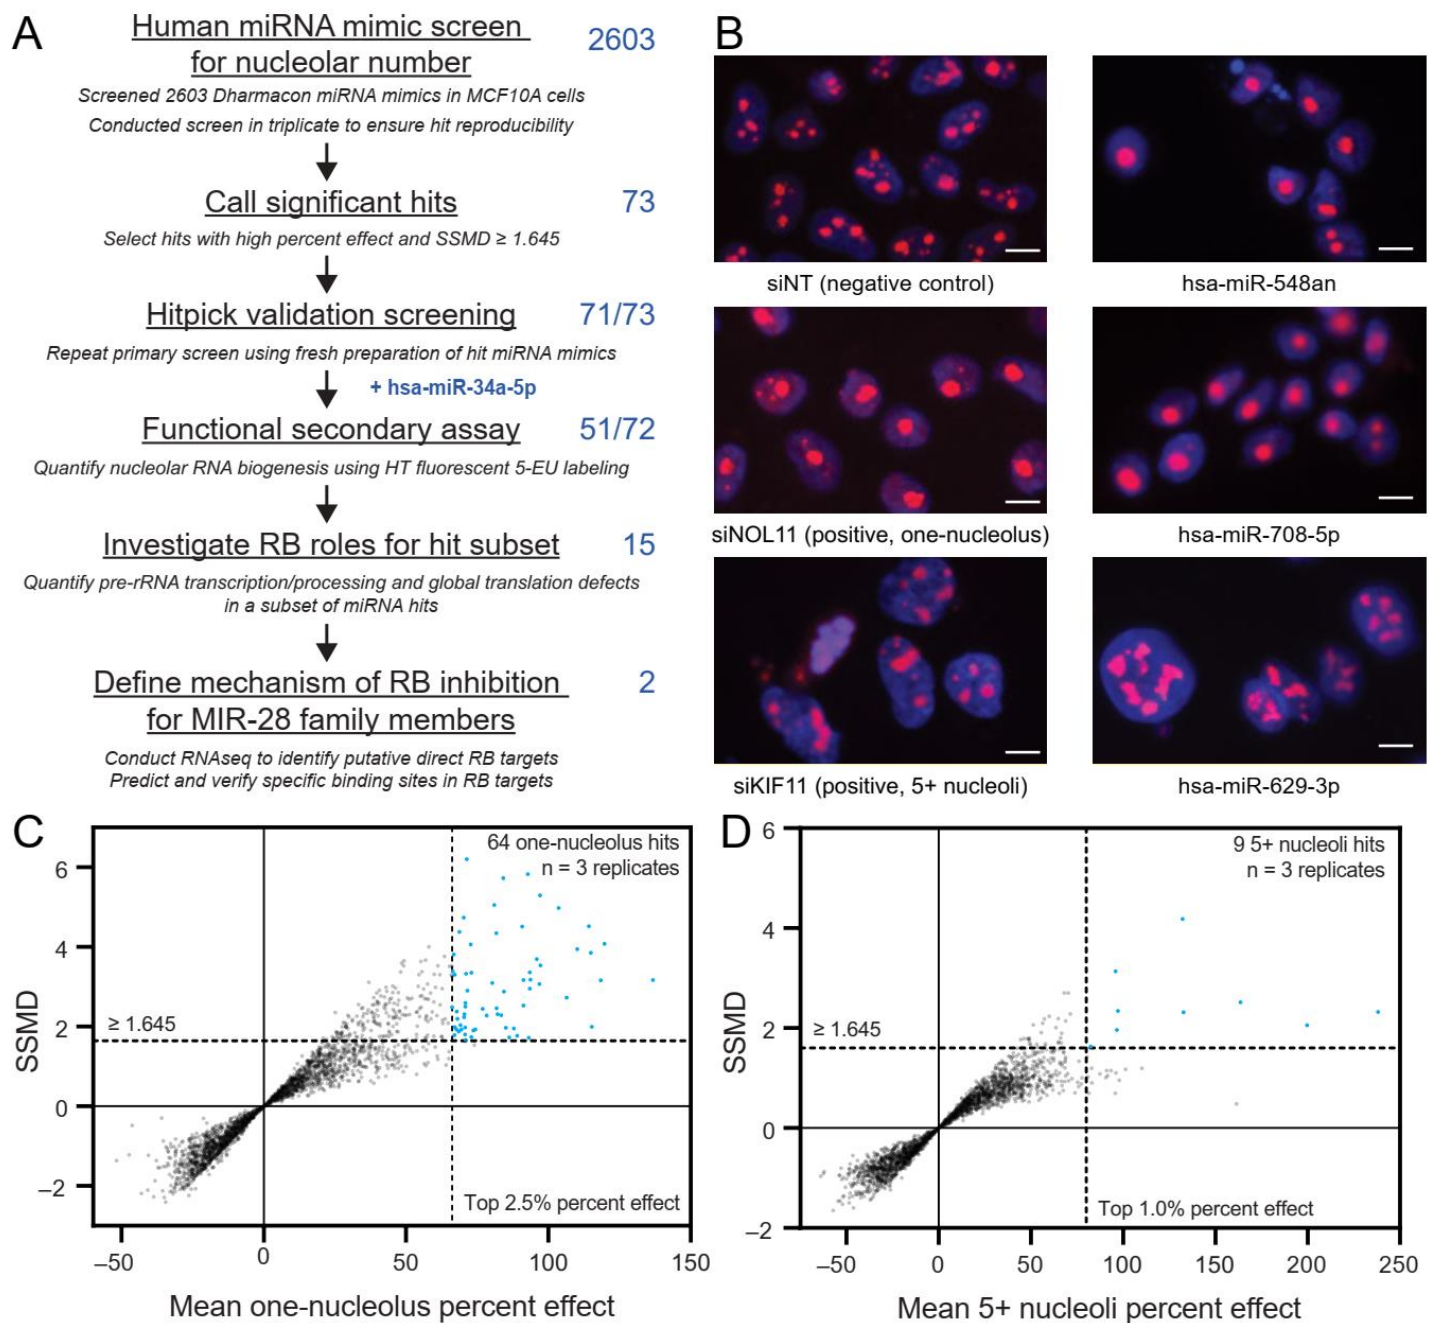 A
Human miRNA mimic screen
for nucleolar number
2603
Screened 2603 Dharmacon miRNA mimics in MCF10A cells
Conducted screen in triplicate to ensure hit reproducibility
Call significant hits
73
Select hits with high percent effect and SSMD ≥ 1.645
Hitpick validation screening
71/73
Repeat primary screen using fresh preparation of hit miRNA mimics
+ hsa-miR-34a-5p
Functional secondary assay
51/72
Quantify nucleolar RNA biogenesis using HT fluorescent 5-EU labeling
Investigate RB roles for hit subset
15
Quantify pre-rRNA transcription/processing and global translation defects
in a subset of miRNA hits
Define mechanism of RB inhibition
for MIR-28 family members
2
Conduct RNAseq to identify putative direct RB targets
Predict and verify specific binding sites in RB targets
B
siNT (negative control)
hsa-miR-548an
siNOL11 (positive, one-nucleolus)
hsa-miR-708-5p
siKIF11 (positive, 5+ nucleoli)
hsa-miR-629-3p
C
64 one-nucleolus hits
n = 3 replicates
6
4
2
0
−2
SSMD
≥ 1.645
Top 2.5% percent effect
−50
0
50
100
150
Mean one-nucleolus percent effect
D
9 5+ nucleoli hits
n = 3 replicates
6
4
2
0
−2
SSMD
≥ 1.645
Top 1.0% percent effect
−50
0
50
100
150
200
250
Mean 5+ nucleoli percent effect